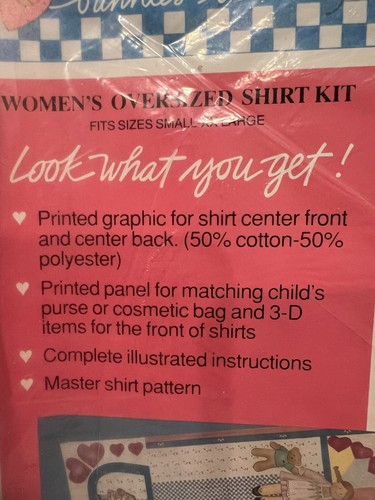 WOMEN'S OVERSIZED SHIRT KIT
FITS SIZES SMALL-XX LARGE
Look what you get!
Printed graphic for shirt center front
and center back. (50% cotton-50%
polyester)
Printed panel for matching child's
purse or cosmetic bag and 3-D
items for the front of shirts
Complete illustrated instructions
Master shirt pattern